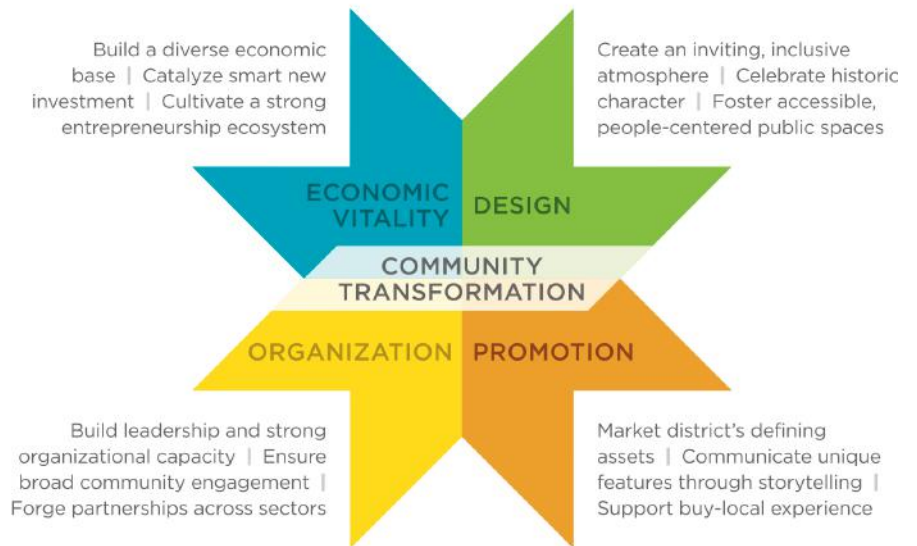 Build a diverse economic
base | Catalyze smart new
investment | Cultivate a strong
entrepreneurship ecosystem
Create an inviting, inclusive
atmosphere | Celebrate historic
character | Foster accessible,
people-centered public spaces
ECONOMIC
VITALITY
DESIGN
COMMUNITY
TRANSFORMATION
ORGANIZATION
PROMOTION
Build leadership and strong
organizational capacity | Ensure
broad community engagement |
Forge partnerships across sectors
Market district’s defining
assets | Communicate unique
features through storytelling |
Support buy-local experience